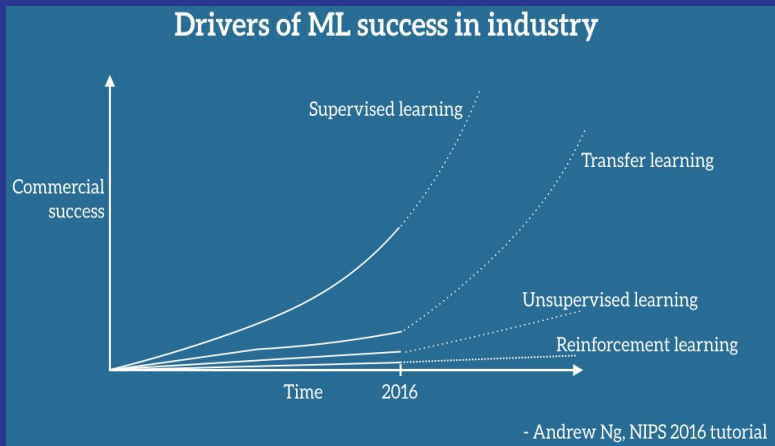 Drivers of ML success in industry
Supervised learning
Transfer learning
Commercial
success
Unsupervised learning
Reinforcement learning
Time
2016
- Andrew Ng, NIPS 2016 tutorial